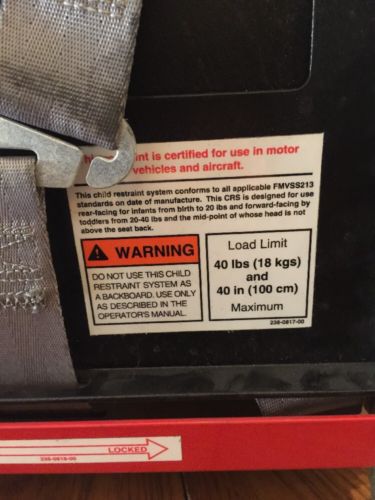 int is certified for use in motor
vehicles and aircraft.
This child restraint system conforms to all applicable FMVSS213
standards on date of manufacture. This CRS is designed for use
rear-facing for infants from birth to 20 lbs and forward-facing by
toddlers from 20-40 lbs and the mid-point of whose head is not
above the seat back.
WARNING
DO NOT USE THIS CHILD
RESTRAINT SYSTEM AS
A BACKBOARD. USE ONLY
AS DESCRIBED IN THE
OPERATOR'S MANUAL.
Load Limit
40 lbs (18 kgs)
and
40 in (100 cm)
Maximum
238-0817-00
LOCKED